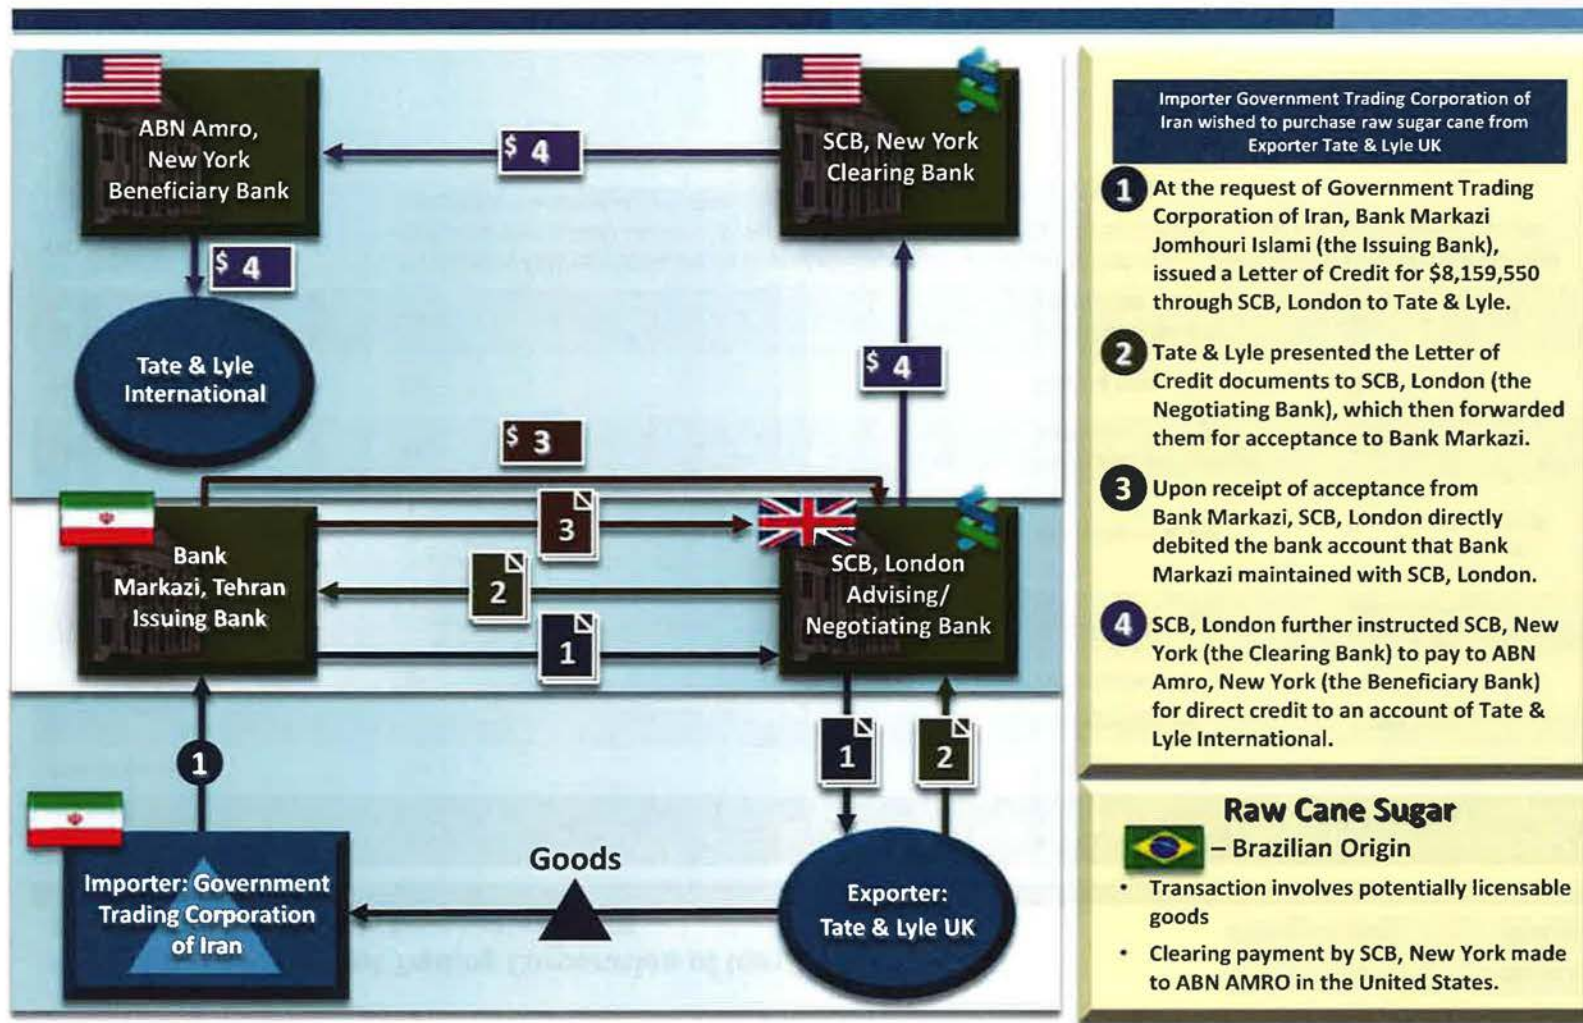 ABN Amro,
New York
Beneficiary Bank
$ 4
SCB, New York
Clearing Bank
$ 4
Tate & Lyle
International
$ 4
$ 3
Bank
Markazi, Tehran
Issuing Bank
3
2
1
SCB, London
Advising/
Negotiating Bank
1
1
2
Importer: Government
Trading Corporation
of Iran
Goods
Exporter:
Tate & Lyle UK
Importer Government Trading Corporation of
Iran wished to purchase raw sugar cane from
Exporter Tate & Lyle UK
1 At the request of Government Trading
Corporation of Iran, Bank Markazi
Jomhouri Islami (the Issuing Bank),
issued a Letter of Credit for $8,159,550
through SCB, London to Tate & Lyle.
2 Tate & Lyle presented the Letter of
Credit documents to SCB, London (the
Negotiating Bank), which then forwarded
them for acceptance to Bank Markazi.
3 Upon receipt of acceptance from
Bank Markazi, SCB, London directly
debited the bank account that Bank
Markazi maintained with SCB, London.
4 SCB, London further instructed SCB, New
York (the Clearing Bank) to pay to ABN
Amro, New York (the Beneficiary Bank)
for direct credit to an account of Tate &
Lyle International.
Raw Cane Sugar
– Brazilian Origin
• Transaction involves potentially licensable
goods
• Clearing payment by SCB, New York made
to ABN AMRO in the United States.